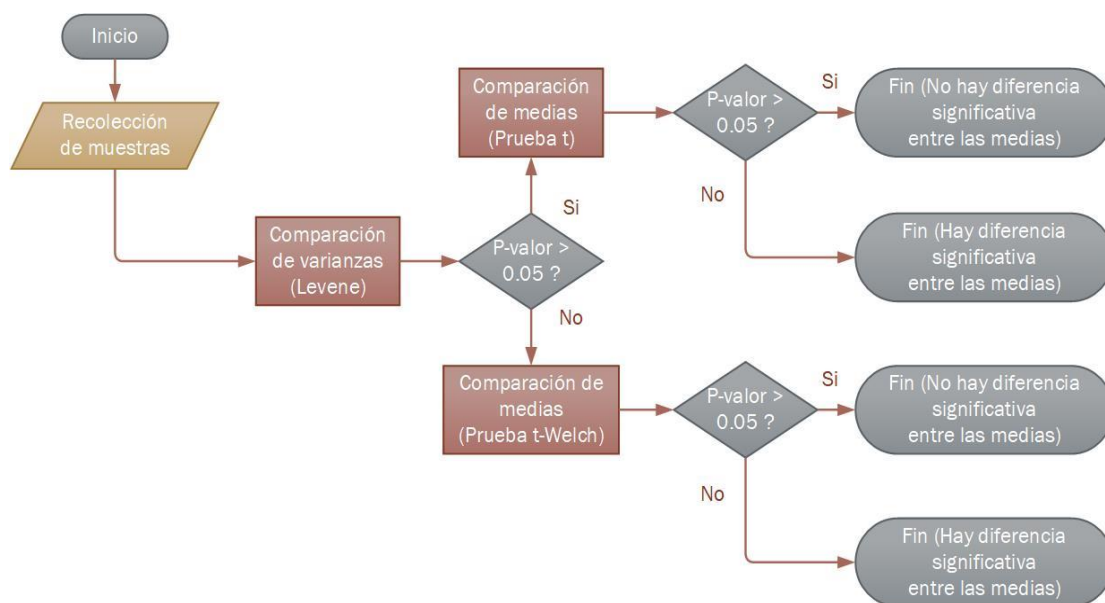 Inicio
Recolección
de muestras
Comparación
de varianzas
(Levene)
P-valor >
0.05 ?
Si
No
Comparación
de medias
(Prueba t)
P-valor >
0.05 ?
Si
No
Fin (No hay diferencia
significativa
entre las medias)
Fin (Hay diferencia
significativa
entre las medias)
Comparación de
medias
(Prueba t-Welch)
P-valor >
0.05 ?
Si
No
Fin (No hay diferencia
significativa
entre las medias)
Fin (Hay diferencia
significativa
entre las medias)